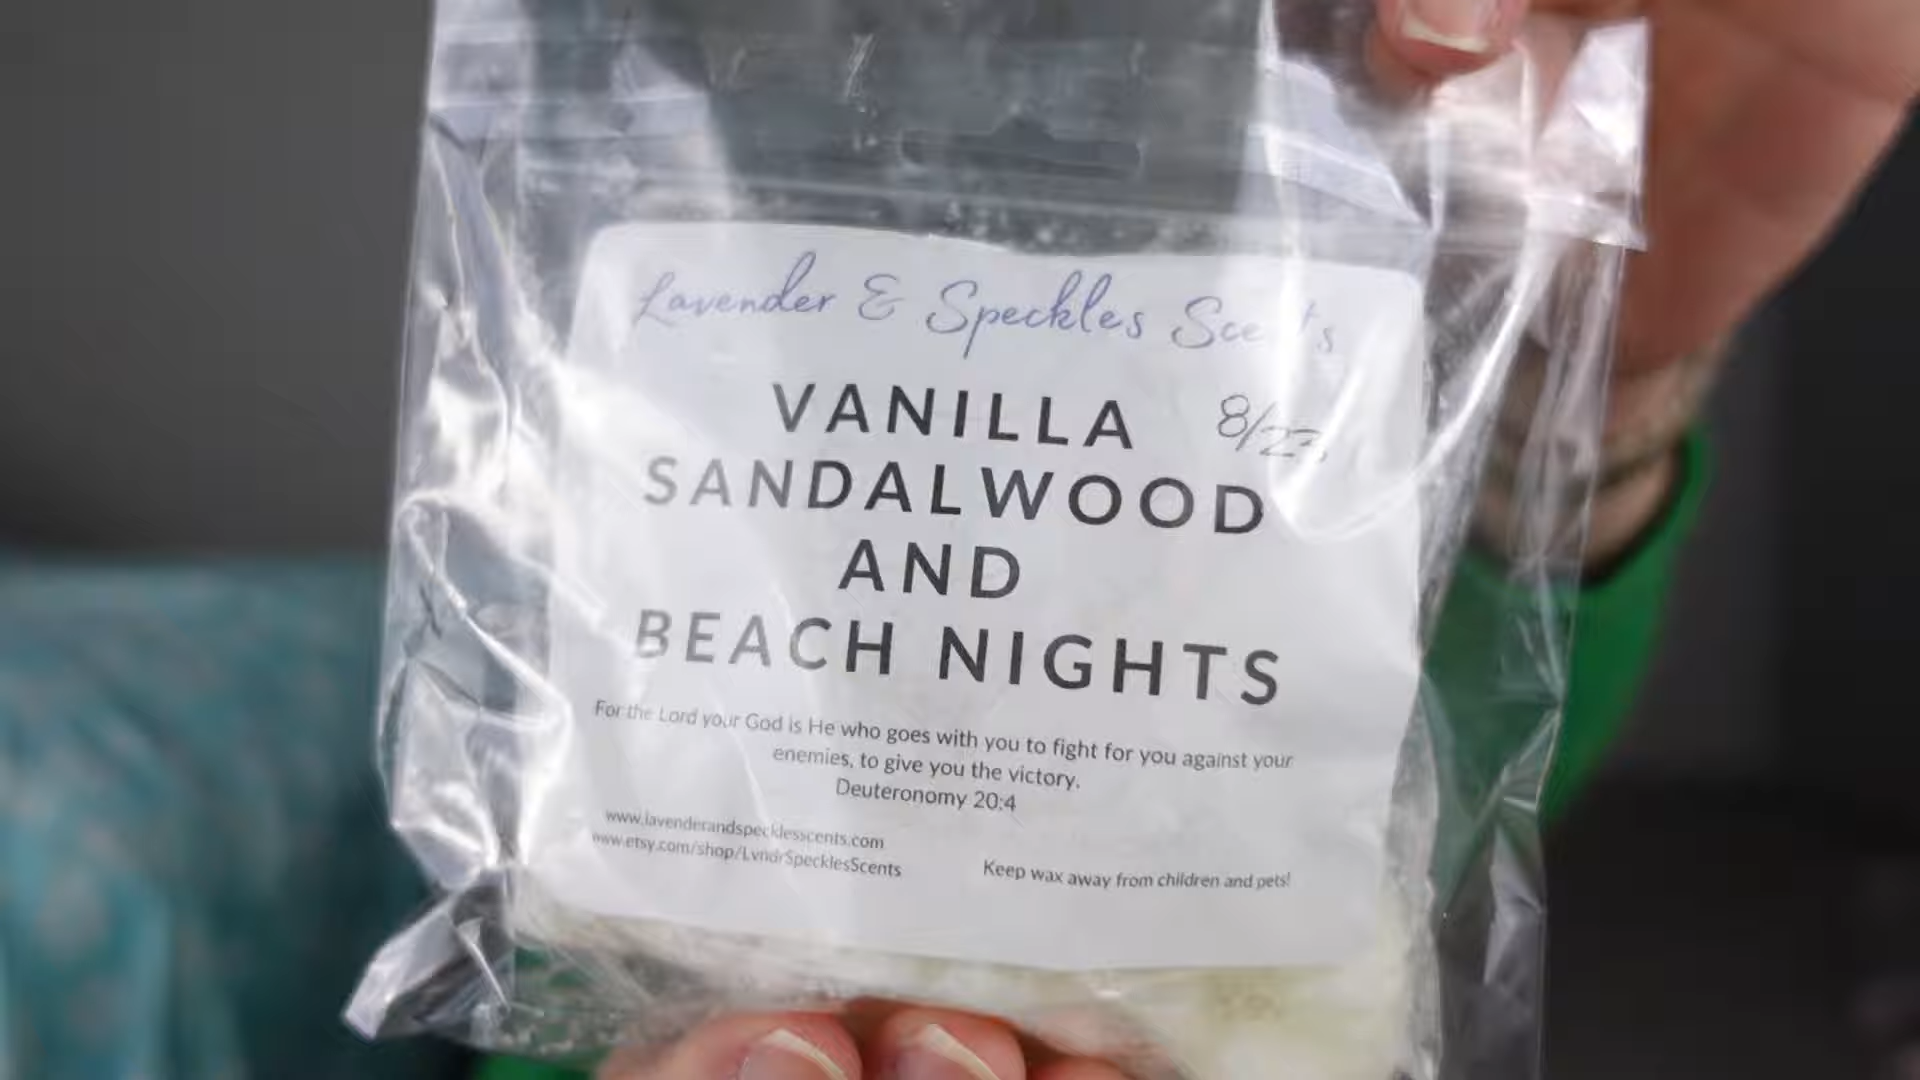 Lavender & Speckles Scents
VANILLA 8/23
SANDALWOOD
AND
BEACH NIGHTS
For the Lord your God is He who goes with you to fight for you against your
enemies, to give you the victory.
Deuteronomy 20:4
www.lavenderandspecklesscents.com
www.etsy.com/shop/LvndrSpecklesScents
Keep wax away from children and pets!